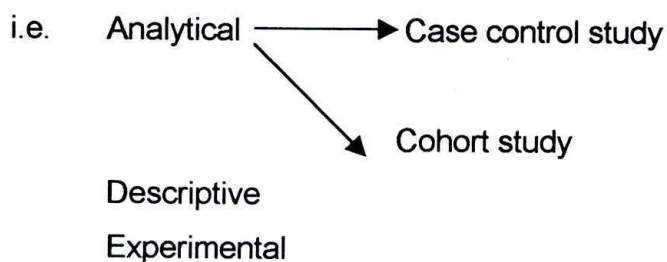 i.e. Analytical Case control study
Cohort study
Descriptive
Experimental